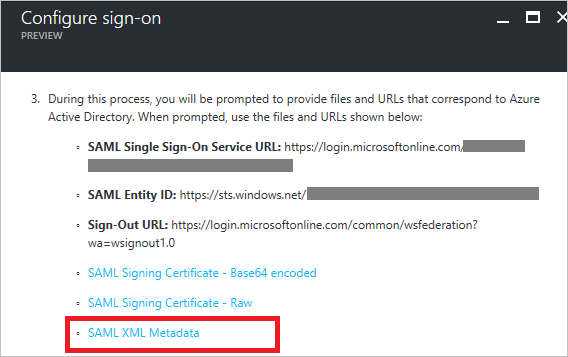 Configure sign-on
PREVIEW
3. During this process, you will be prompted to provide files and URLs that correspond to Azure
Active Directory. When prompted, use the files and URLs shown below:
◦ SAML Single Sign-On Service URL: https://login.microsoftonline.com/
◦ SAML Entity ID: https://sts.windows.net/
◦ Sign-Out URL: https://login.microsoftonline.com/common/wsfederation?
wa=wsignout1.0
◦ SAML Signing Certificate - Base64 encoded
◦ SAML Signing Certificate - Raw
◦ SAML XML Metadata